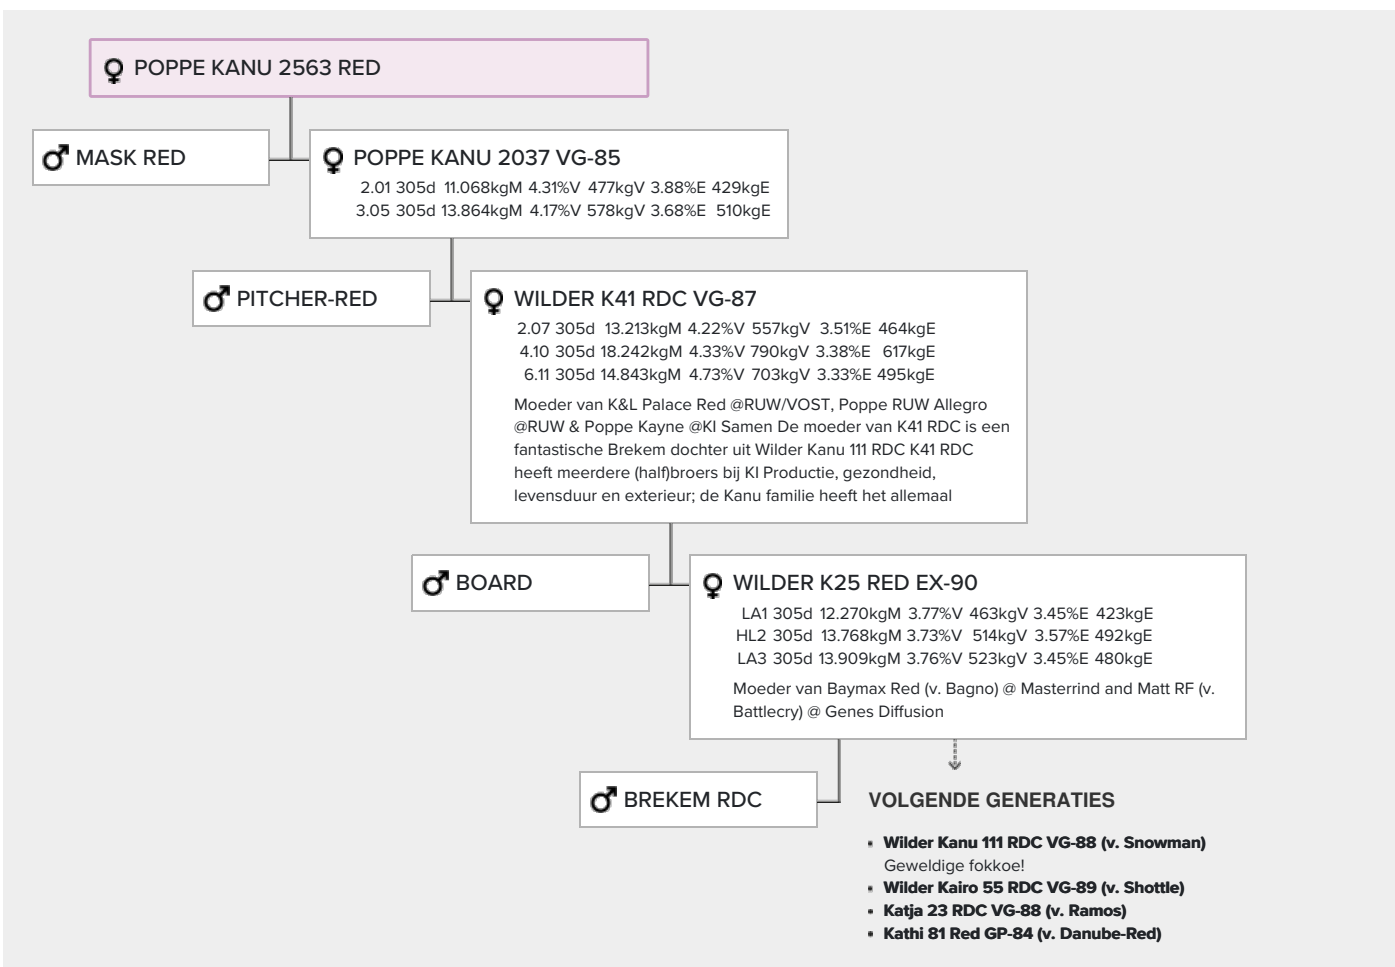 POPPE KANU 2563 RED
MASK RED
POPPE KANU 2037 VG-85
2.01 305d 11.068kgM 4.31%V 477kgV 3.88%E 429kgE
3.05 305d 13.864kgM 4.17%V 578kgV 3.68%E 510kgE
PITCHER-RED
WILDER K41 RDC VG-87
2.07 305d 13.213kgM 4.22%V 557kgV 3.51%E 464kgE
4.10 305d 18.242kgM 4.33%V 790kgV 3.38%E 617kgE
6.11 305d 14.843kgM 4.73%V 703kgV 3.33%E 495kgE
Moeder van K&L Palace Red @RUW/VOST, Poppe RUW Allegro
@RUW & Poppe Kayne @KI Samen De moeder van K41 RDC is een
fantastische Brekem dochter uit Wilder Kanu 111 RDC K41 RDC
heeft meerdere (half)broers bij KI Productie, gezondheid,
levensduur en exterieur; de Kanu familie heeft het allemaal
BOARD
WILDER K25 RED EX-90
LA1 305d 12.270kgM 3.77%V 463kgV 3.45%E 423kgE
HL2 305d 13.768kgM 3.73%V 514kgV 3.57%E 492kgE
LA3 305d 13.909kgM 3.76%V 523kgV 3.45%E 480kgE
Moeder van Baymax Red (v. Bagno) @ Masterrind and Matt RF (v.
Battlecry) @ Genes Diffusion
BREKEM RDC
VOLGENDE GENERATIES
Wilder Kanu 111 RDC VG-88 (v. Snowman)
Geweldige fokkoe!
Wilder Kairo 55 RDC VG-89 (v. Shottle)
Katja 23 RDC VG-88 (v. Ramos)
Kathi 81 Red GP-84 (v. Danube-Red)